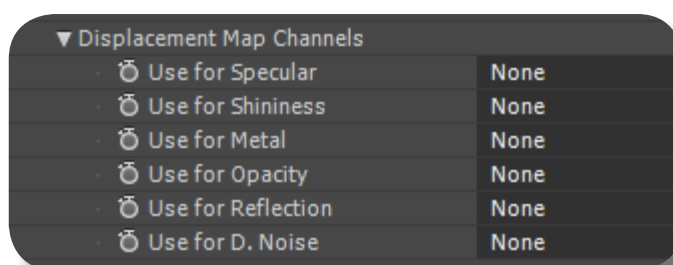 Displacement Map Channels
Use for Specular None
Use for Shininess None
Use for Metal None
Use for Opacity None
Use for Reflection None
Use for D. Noise None